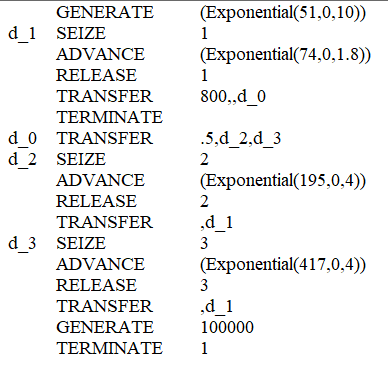 GENERATE (Exponential(51,0,10))
d_1 SEIZE 1
ADVANCE (Exponential(74,0,1.8))
RELEASE 1
TRANSFER 800,,d_0
TERMINATE
d_0 TRANSFER .5,d_2,d_3
d_2 SEIZE 2
ADVANCE (Exponential(195,0,4))
RELEASE 2
TRANSFER ,d_1
d_3 SEIZE 3
ADVANCE (Exponential(417,0,4))
RELEASE 3
TRANSFER ,d_1
GENERATE 100000
TERMINATE 1